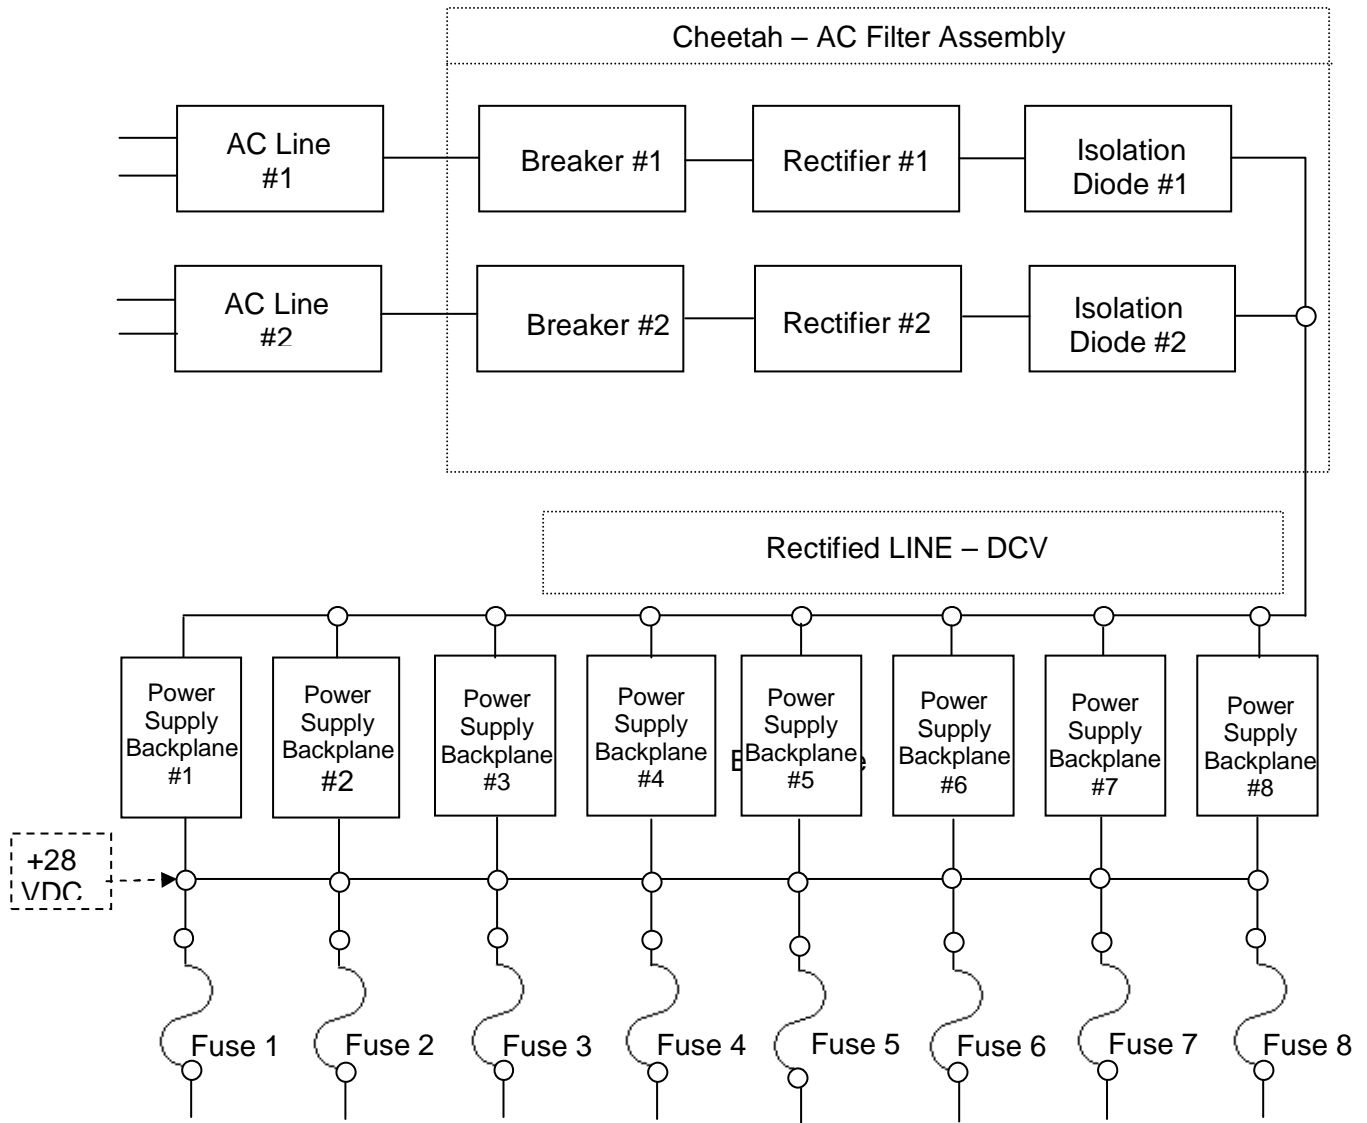 Cheetah – AC Filter Assembly
AC Line
#1
Breaker #1
Rectifier #1
Isolation
Diode #1
AC Line
#2
Breaker #2
Rectifier #2
Isolation
Diode #2
Rectified LINE – DCV
Power
Supply
Backplane
#1
Power
Supply
Backplane
#2
Power
Supply
Backplane
#3
Power
Supply
Backplane
#4
Power
Supply
Backplane
#5
Power
Supply
Backplane
#6
Power
Supply
Backplane
#7
Power
Supply
Backplane
#8
+28
VDC
Fuse 1
Fuse 2
Fuse 3
Fuse 4
Fuse 5
Fuse 6
Fuse 7
Fuse 8